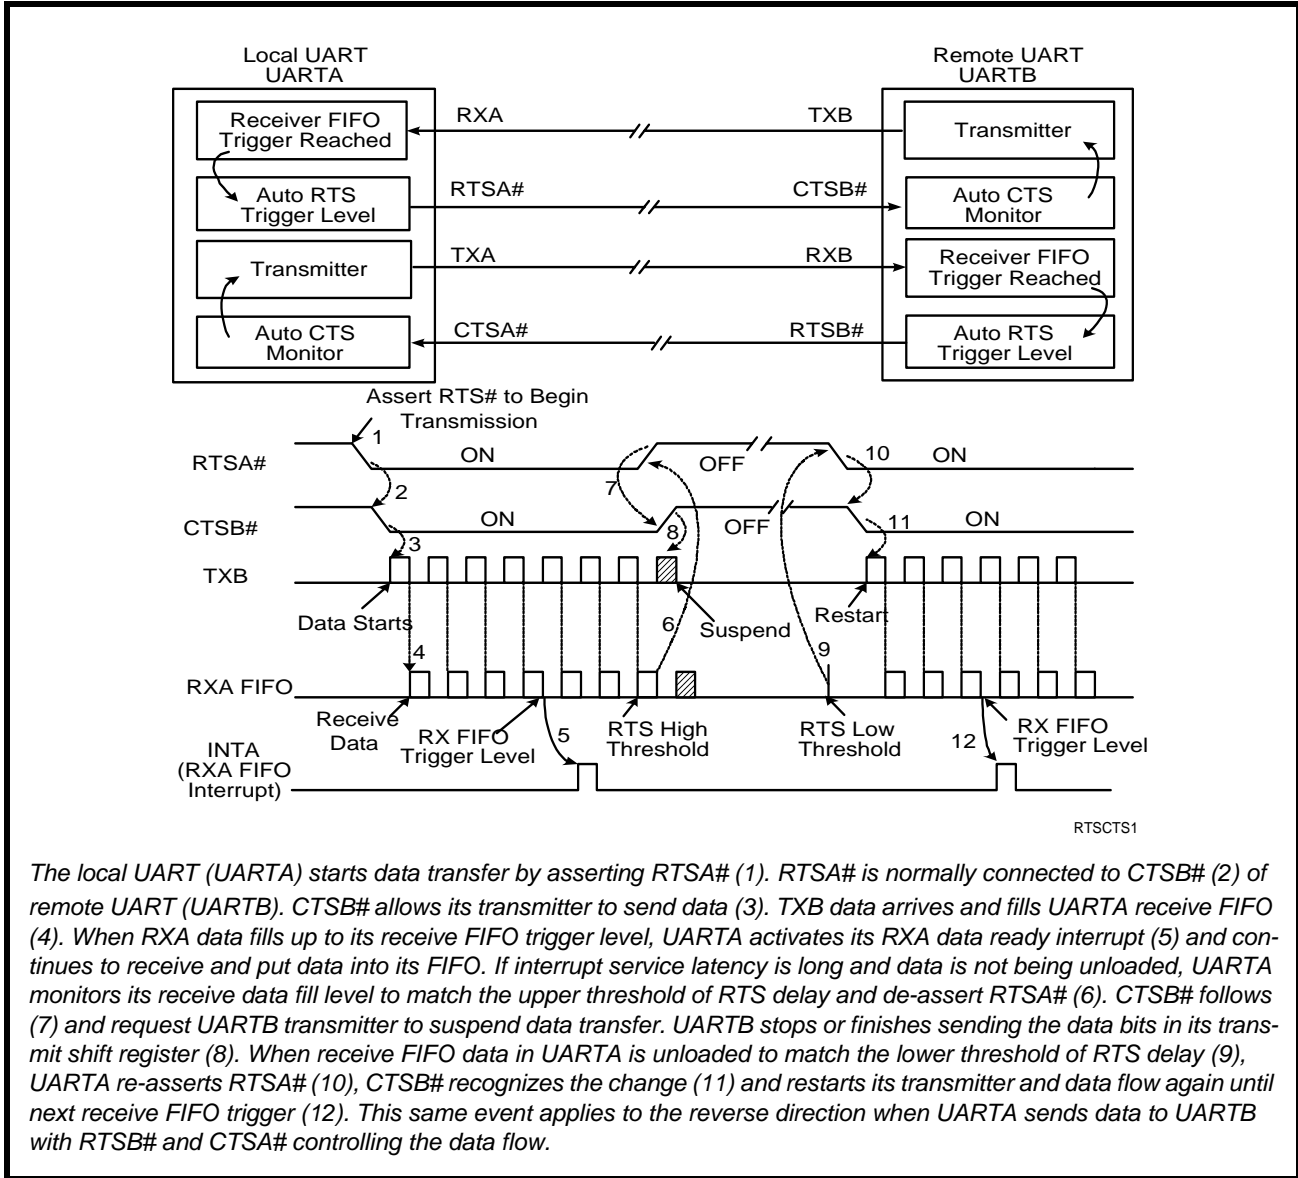 Local UART
UARTA
Remote UART
UARTB
Receiver FIFO
Trigger Reached
RXA
TXB
Transmitter
Auto RTS
Trigger Level
RTSA#
CTSB#
Auto CTS
Monitor
Transmitter
TXA
RXB
Receiver FIFO
Trigger Reached
Auto CTS
Monitor
CTSA#
RTSB#
Auto RTS
Trigger Level
Assert RTS# to Begin
Transmission
RTSA#
1
ON
OFF
10
ON
2
7
CTSB#
ON
8
OFF
11
ON
3
TXB
Data Starts
6
Suspend
Restart
4
9
RXA FIFO
Receive
Data
RX FIFO
Trigger Level
5
RTS High
Threshold
RTS Low
Threshold
12
RX FIFO
Trigger Level
INTA
(RXA FIFO
Interrupt)
RTSCTS1
The local UART (UARTA) starts data transfer by asserting RTSA# (1). RTSA# is normally connected to CTSB# (2) of
remote UART (UARTB). CTSB# allows its transmitter to send data (3). TXB data arrives and fills UARTA receive FIFO
(4). When RXA data fills up to its receive FIFO trigger level, UARTA activates its RXA data ready interrupt (5) and con-
tinues to receive and put data into its FIFO. If interrupt service latency is long and data is not being unloaded, UARTA
monitors its receive data fill level to match the upper threshold of RTS delay and de-assert RTSA# (6). CTSB# follows
(7) and request UARTB transmitter to suspend data transfer. UARTB stops or finishes sending the data bits in its trans-
mit shift register (8). When receive FIFO data in UARTA is unloaded to match the lower threshold of RTS delay (9),
UARTA re-asserts RTSA# (10), CTSB# recognizes the change (11) and restarts its transmitter and data flow again until
next receive FIFO trigger (12). This same event applies to the reverse direction when UARTA sends data to UARTB
with RTSB# and CTSA# controlling the data flow.